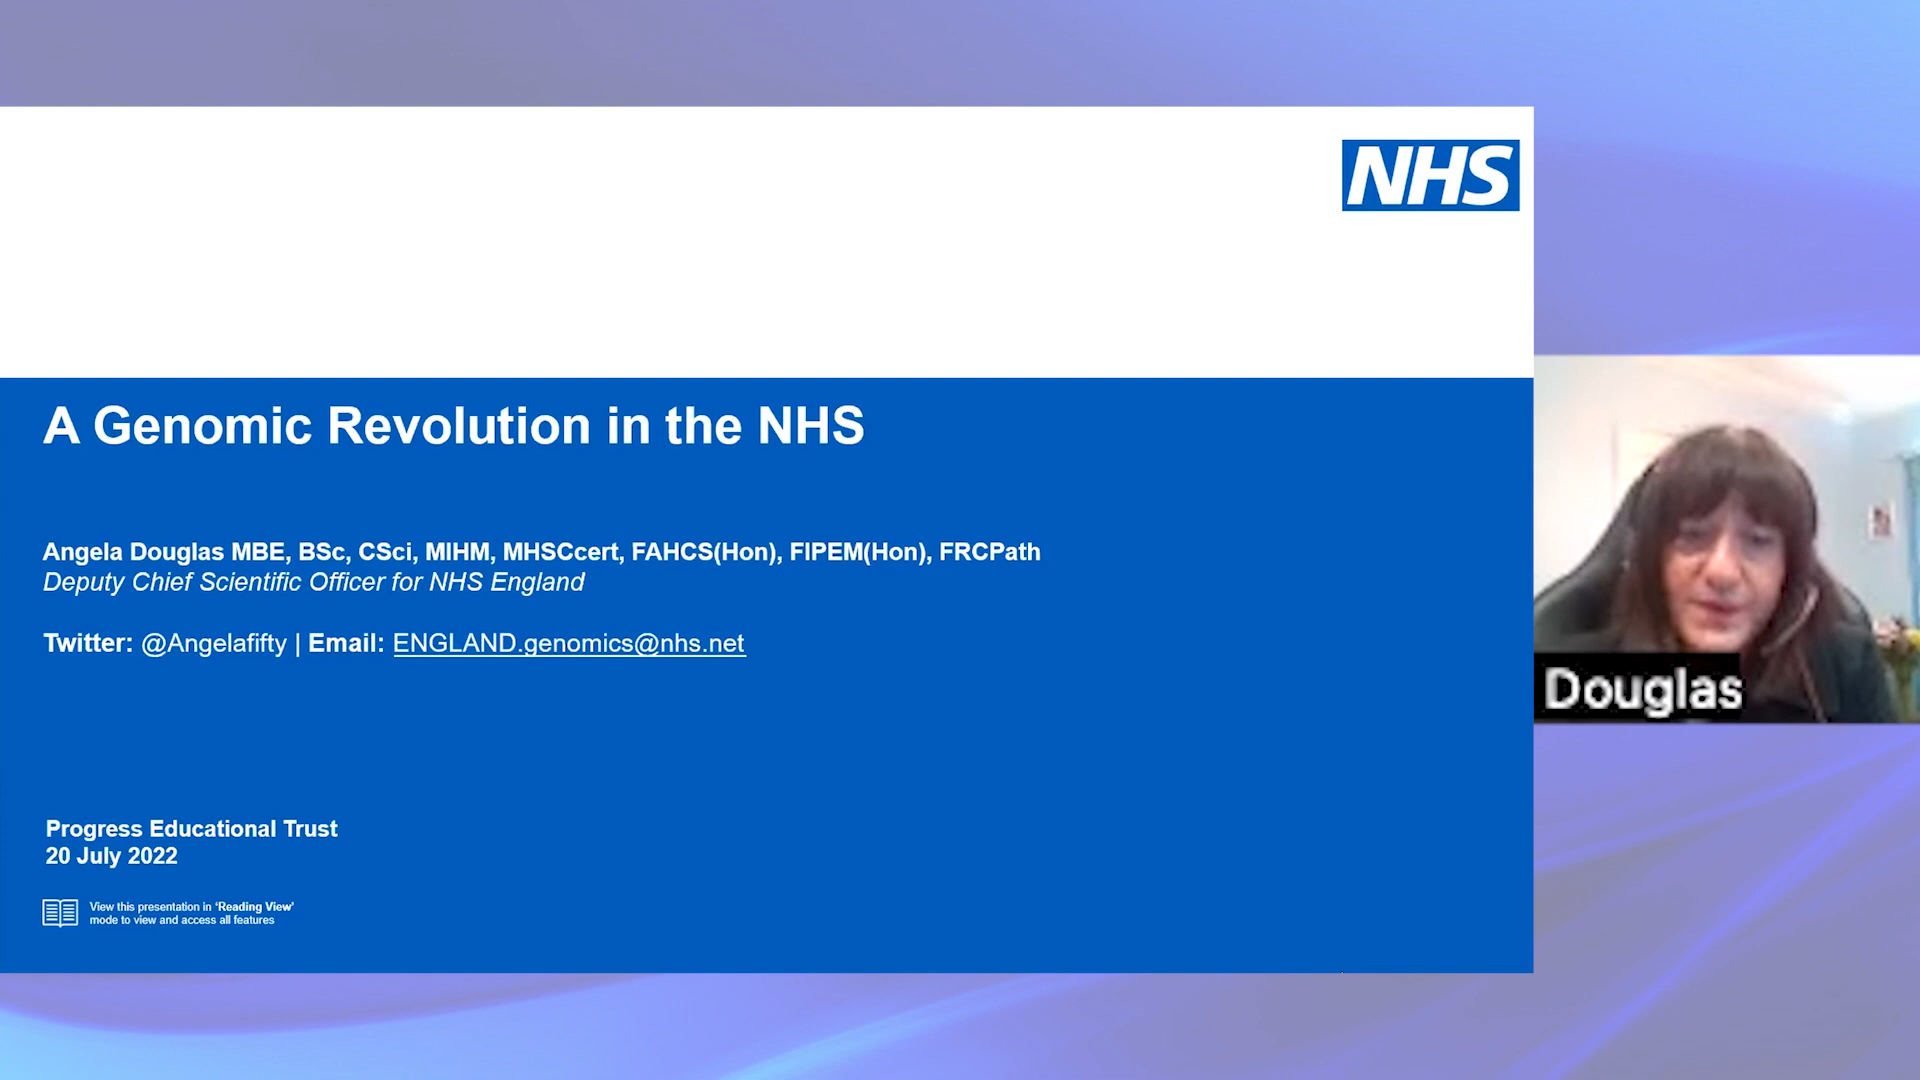 NHS
A Genomic Revolution in the NHS
Angela Douglas MBE, BSc, CSci, MIHM, MHSCcert, FAHCS(Hon), FIPEM(Hon), FRCPath
Deputy Chief Scientific Officer for NHS England
Twitter: @Angelafifty | Email: ENGLAND.genomics@nhs.net
Douglas
Progress Educational Trust
20 July 2022
View this presentation in ‘Reading View’
mode to view and access all features